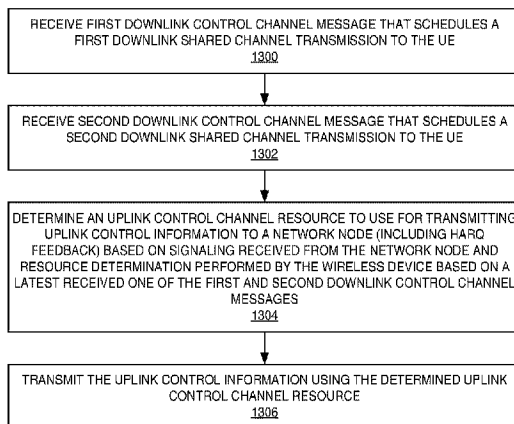 RECEIVE FIRST DOWNLINK CONTROL CHANNEL MESSAGE THAT SCHEDULES A
FIRST DOWNLINK SHARED CHANNEL TRANSMISSION TO THE UE
1300
RECEIVE SECOND DOWNLINK CONTROL CHANNEL MESSAGE THAT SCHEDULES A
SECOND DOWNLINK SHARED CHANNEL TRANSMISSION TO THE UE
1302
DETERMINE AN UPLINK CONTROL CHANNEL RESOURCE TO USE FOR TRANSMITTING
UPLINK CONTROL INFORMATION TO A NETWORK NODE (INCLUDING HARQ
FEEDBACK) BASED ON SIGNALING RECEIVED FROM THE NETWORK NODE AND
RESOURCE DETERMINATION PERFORMED BY THE WIRELESS DEVICE BASED ON A
LATEST RECEIVED ONE OF THE FIRST AND SECOND DOWNLINK CONTROL CHANNEL
MESSAGES
1304
TRANSMIT THE UPLINK CONTROL INFORMATION USING THE DETERMINED UPLINK
CONTROL CHANNEL RESOURCE
1306